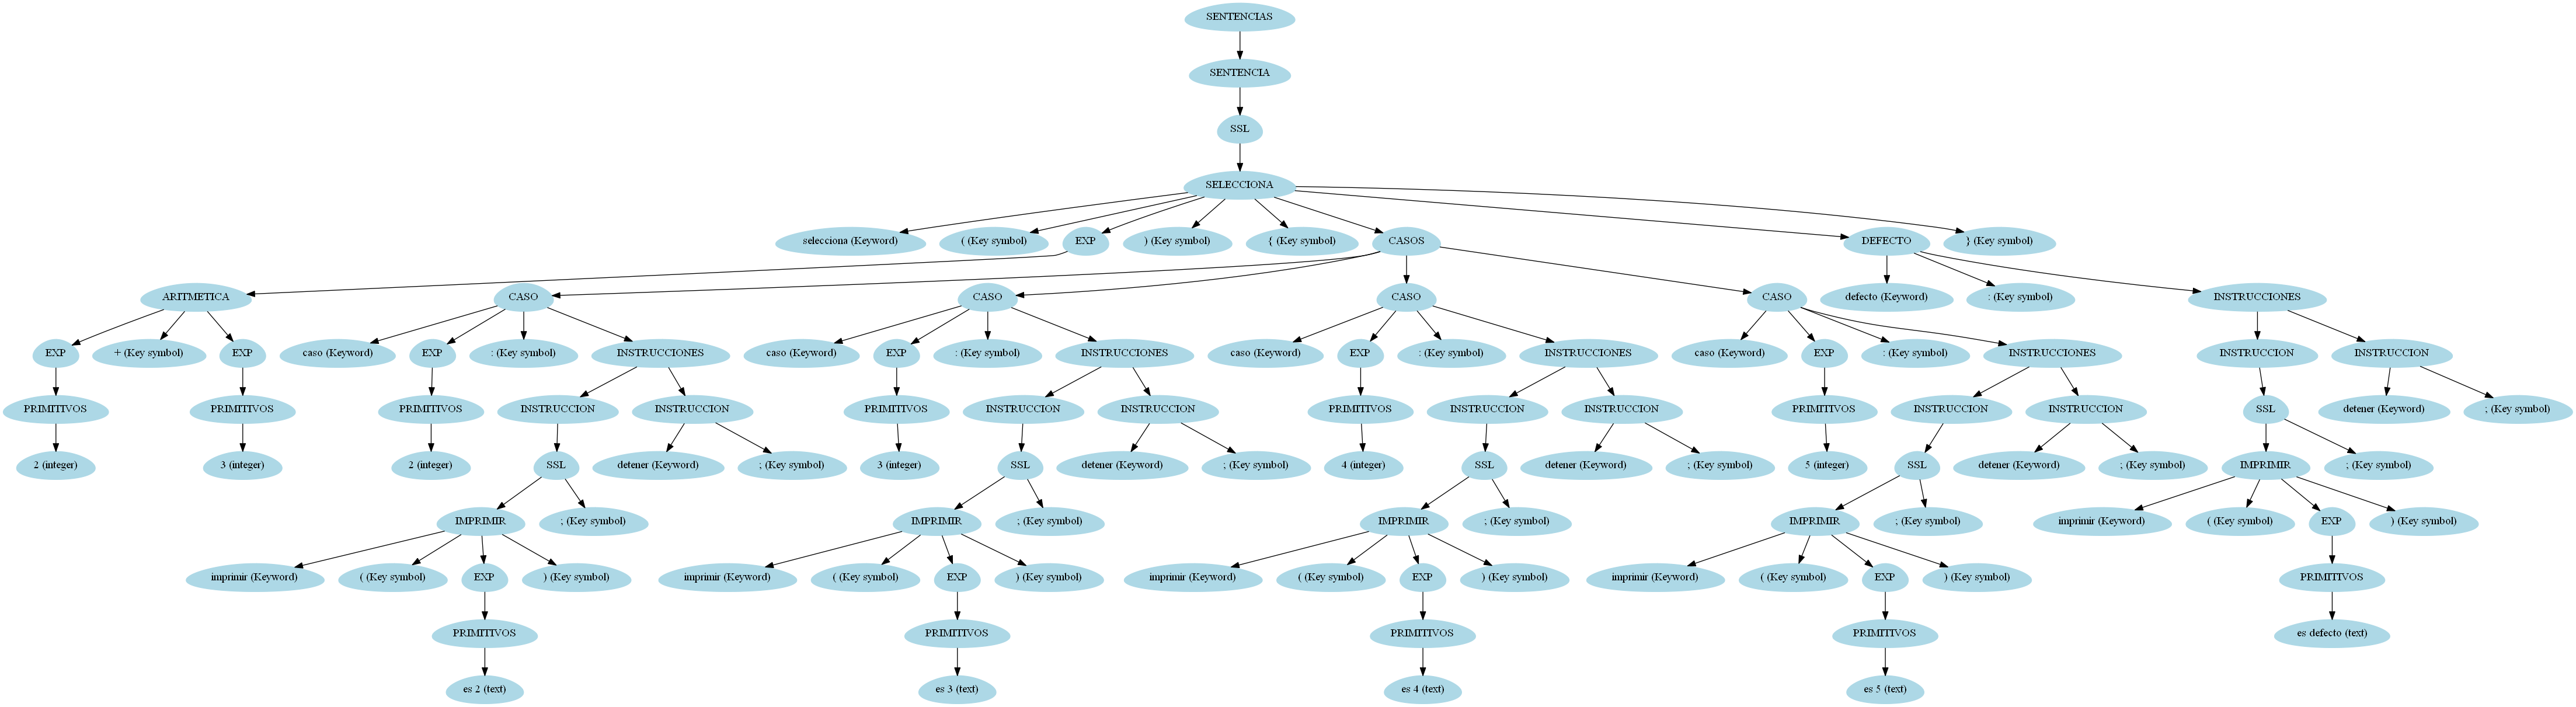 SENTENCIAS
SENTENCIA
SSL
SELECCIONA
selecciona (Keyword)
( (Key symbol)
EXP
) (Key symbol)
{ (Key symbol)
CASOS
DEFECTO
} (Key symbol)
ARITMETICA
CASO
CASO
CASO
CASO
defecto (Keyword)
: (Key symbol)
INSTRUCCIONES
EXP
+ (Key symbol)
EXP
caso (Keyword)
EXP
: (Key symbol)
INSTRUCCIONES
caso (Keyword)
EXP
: (Key symbol)
INSTRUCCIONES
caso (Keyword)
EXP
: (Key symbol)
INSTRUCCIONES
caso (Keyword)
EXP
: (Key symbol)
INSTRUCCIONES
INSTRUCCION
INSTRUCCION
PRIMITIVOS
PRIMITIVOS
PRIMITIVOS
INSTRUCCION
INSTRUCCION
PRIMITIVOS
INSTRUCCION
INSTRUCCION
PRIMITIVOS
INSTRUCCION
INSTRUCCION
PRIMITIVOS
INSTRUCCION
INSTRUCCION
SSL
detener (Keyword)
; (Key symbol)
2 (integer)
3 (integer)
2 (integer)
SSL
detener (Keyword)
; (Key symbol)
3 (integer)
SSL
detener (Keyword)
; (Key symbol)
4 (integer)
SSL
detener (Keyword)
; (Key symbol)
5 (integer)
SSL
detener (Keyword)
; (Key symbol)
IMPRIMIR
; (Key symbol)
IMPRIMIR
; (Key symbol)
IMPRIMIR
; (Key symbol)
IMPRIMIR
; (Key symbol)
IMPRIMIR
; (Key symbol)
imprimir (Keyword)
( (Key symbol)
EXP
) (Key symbol)
imprimir (Keyword)
( (Key symbol)
EXP
) (Key symbol)
imprimir (Keyword)
( (Key symbol)
EXP
) (Key symbol)
imprimir (Keyword)
( (Key symbol)
EXP
) (Key symbol)
imprimir (Keyword)
( (Key symbol)
EXP
) (Key symbol)
PRIMITIVOS
PRIMITIVOS
PRIMITIVOS
PRIMITIVOS
PRIMITIVOS
es defecto (text)
es 2 (text)
es 3 (text)
es 4 (text)
es 5 (text)